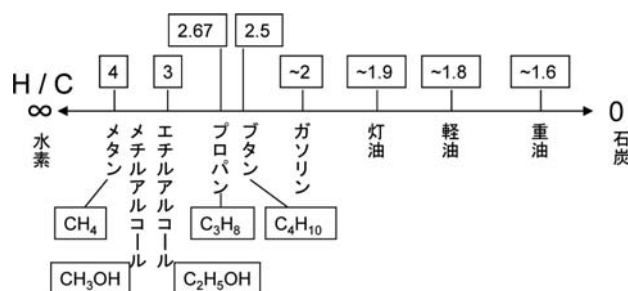 2.67
2.5
H / C
4
3
~2
~1.9
~1.8
~1.6
∞
0
水素
メタン
メチルアルコール
エチルアルコール
プロパン
ブタン
ガソリン
灯油
軽油
重油
石炭
CH₄
C₃H₈
C₄H₁₀
CH₃OH
C₂H₅OH